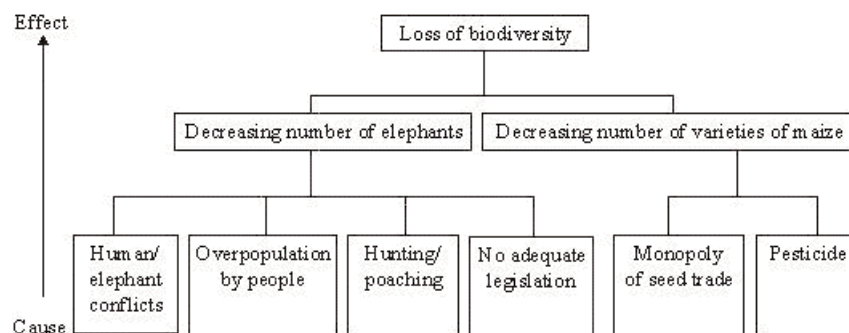 Effect
Loss of biodiversity
Decreasing number of elephants
Decreasing number of varieties of maize
Human/
elephant
conflicts
Overpopulation
by people
Hunting/
poaching
No adequate
legislation
Monopoly
of seed trade
Pesticide
Cause